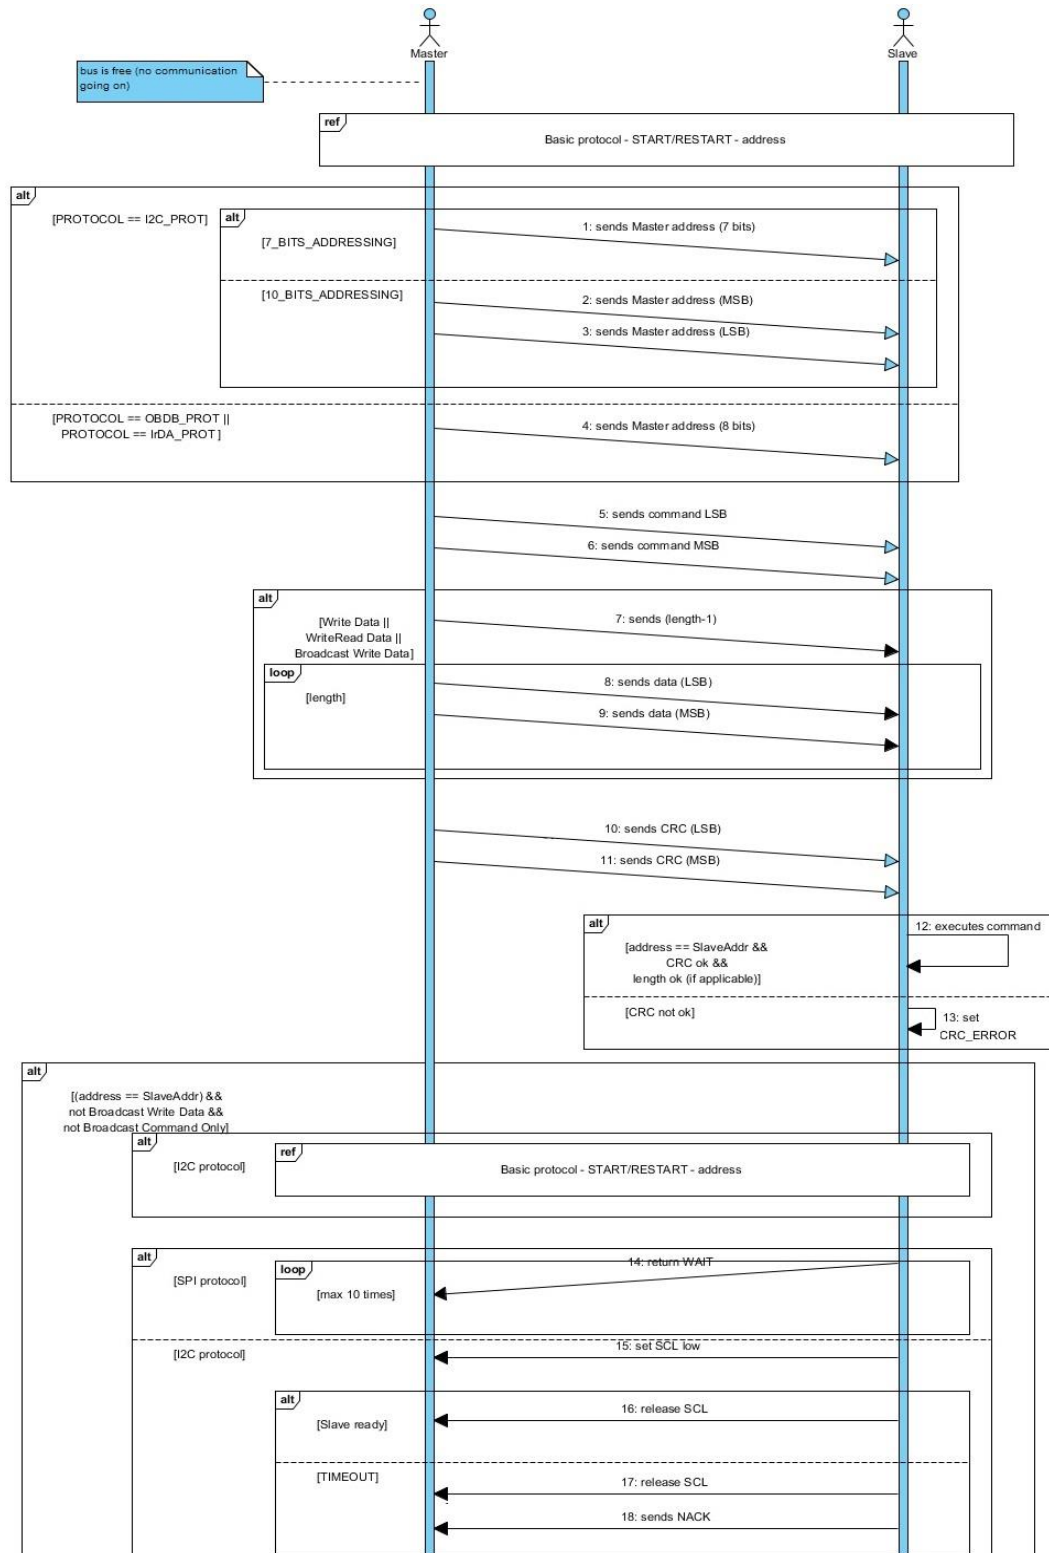 Master
Slave
bus is free (no communication
going on)
ref
Basic protocol - START/RESTART - address
alt
[PROTOCOL == I2C_PROT]
alt
[7_BITS_ADDRESSING]
1: sends Master address (7 bits)
[10_BITS_ADDRESSING]
2: sends Master address (MSB)
3: sends Master address (LSB)
[PROTOCOL == OBDB_PROT ||
PROTOCOL == IrDA_PROT ]
4: sends Master address (8 bits)
5: sends command LSB
6: sends command MSB
alt
[Write Data ||
WriteRead Data ||
Broadcast Write Data]
7: sends (length-1)
loop
[length]
8: sends data (LSB)
9: sends data (MSB)
10: sends CRC (LSB)
11: sends CRC (MSB)
alt
[address == SlaveAddr &&
CRC ok &&
length ok (if applicable)]
12: executes command
[CRC not ok]
13: set
CRC_ERROR
alt
[(address == SlaveAddr) &&
not Broadcast Write Data &&
not Broadcast Command Only]
alt
[I2C protocol]
ref
Basic protocol - START/RESTART - address
alt
[SPI protocol]
loop
[max 10 times]
14: return WAIT
[I2C protocol]
15: set SCL low
alt
[Slave ready]
16: release SCL
[TIMEOUT]
17: release SCL
18: sends NACK